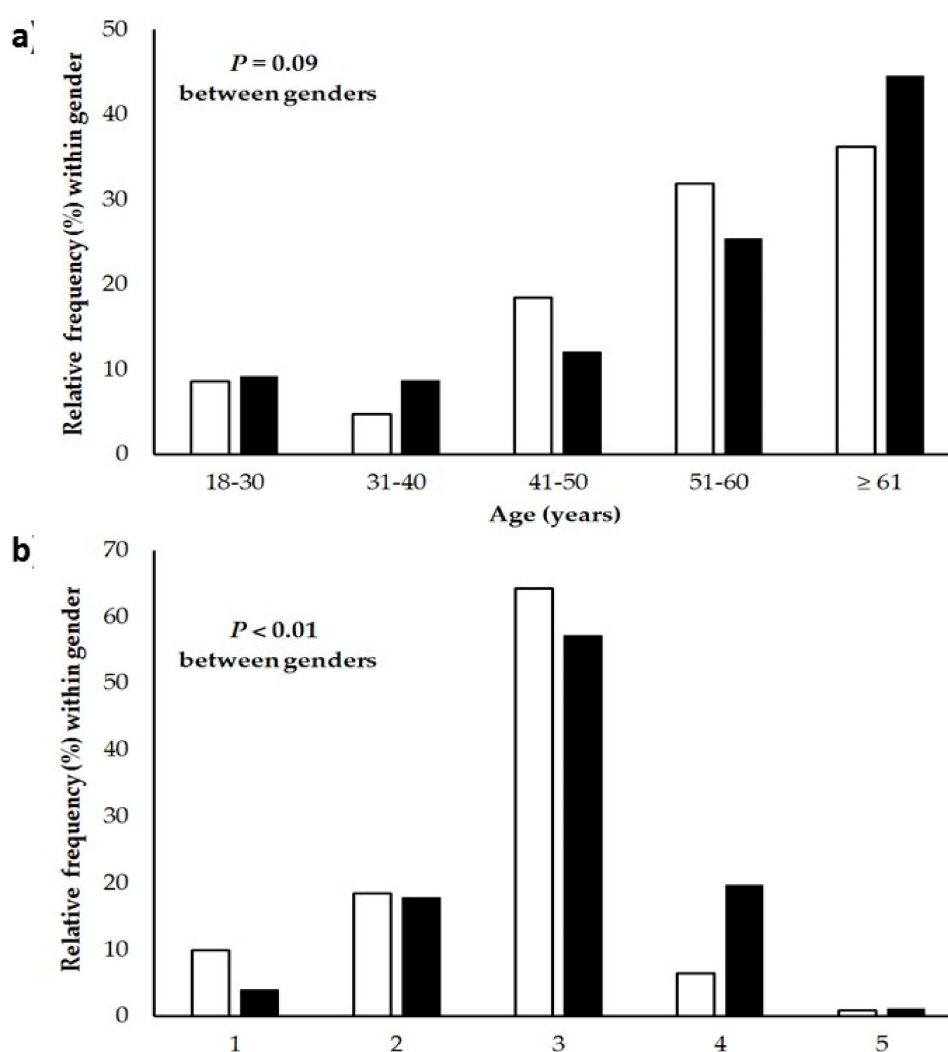 a)
Relative frequency (%) within gender
50
40
30
20
10
0
P = 0.09
between genders
18-30 31-40 41-50 51-60 ≥ 61
Age (years)
b)
Relative frequency (%) within gender
70
60
50
40
30
20
10
0
P < 0.01
between genders
1 2 3 4 5